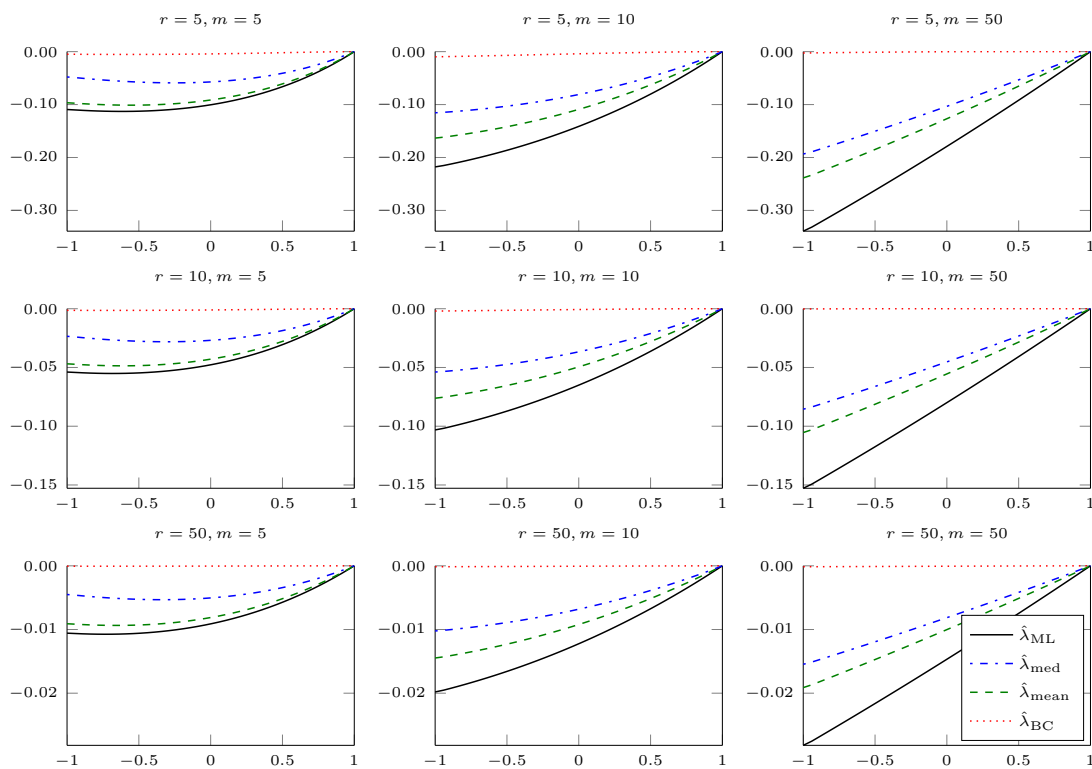 r = 5, m = 5
r = 5, m = 10
r = 5, m = 50
0.00
−0.10
−0.20
−0.30
−1 −0.5 0 0.5 1
0.00
−0.10
−0.20
−0.30
−1 −0.5 0 0.5 1
0.00
−0.10
−0.20
−0.30
−1 −0.5 0 0.5 1
r = 10, m = 5
r = 10, m = 10
r = 10, m = 50
0.00
−0.05
−0.10
−0.15
−1 −0.5 0 0.5 1
0.00
−0.05
−0.10
−0.15
−1 −0.5 0 0.5 1
0.00
−0.05
−0.10
−0.15
−1 −0.5 0 0.5 1
r = 50, m = 5
r = 50, m = 10
r = 50, m = 50
0.00
−0.01
−0.02
−1 −0.5 0 0.5 1
0.00
−0.01
−0.02
−1 −0.5 0 0.5 1
0.00
−0.01
−0.02
−1 −0.5 0 0.5 1
λ̂ML
λ̂med
λ̂mean
λ̂BC